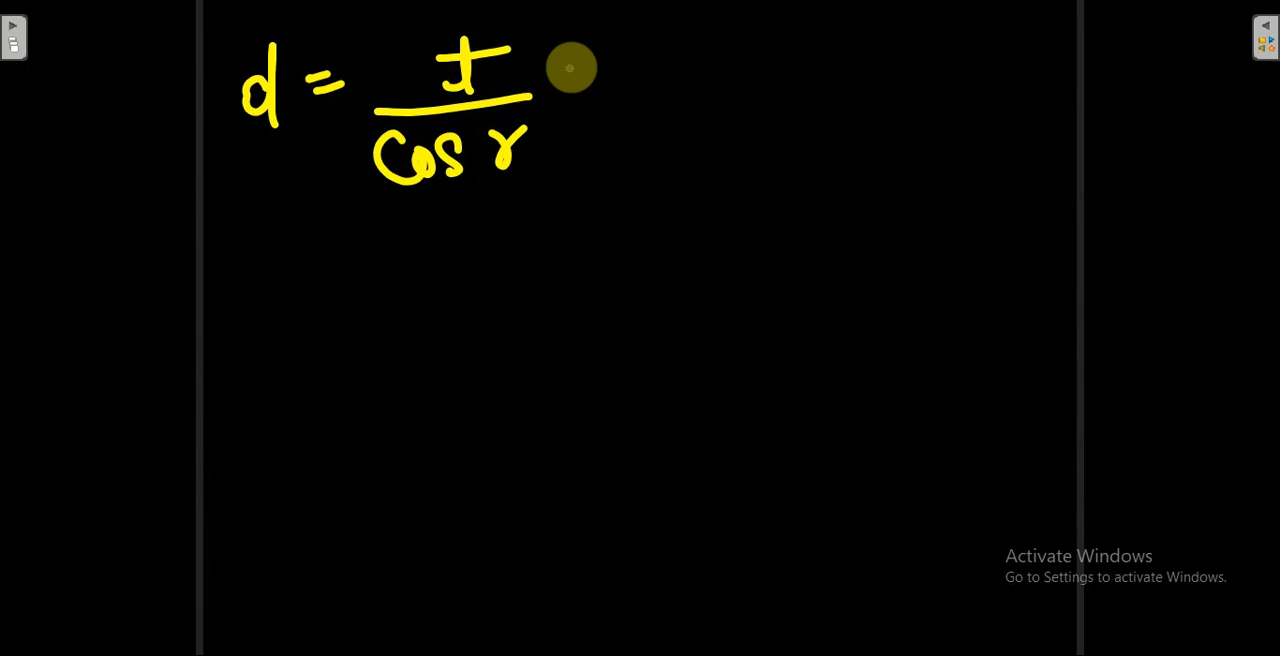 d = t / cos r
Activate Windows
Go to Settings to activate Windows.